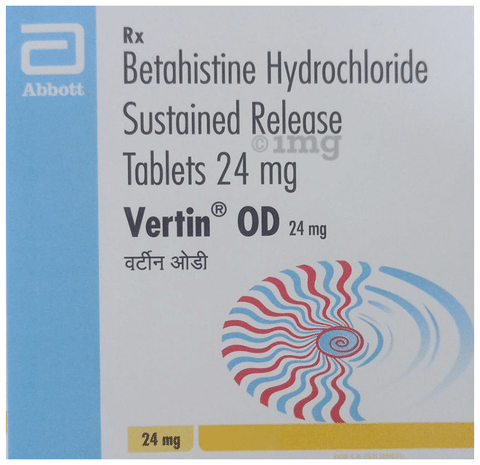 Abbott
Rx
Betahistine Hydrochloride
Sustained Release
©1mg
Tablets 24 mg
Vertin® OD 24 mg
वर्टीन ओडी
24 mg